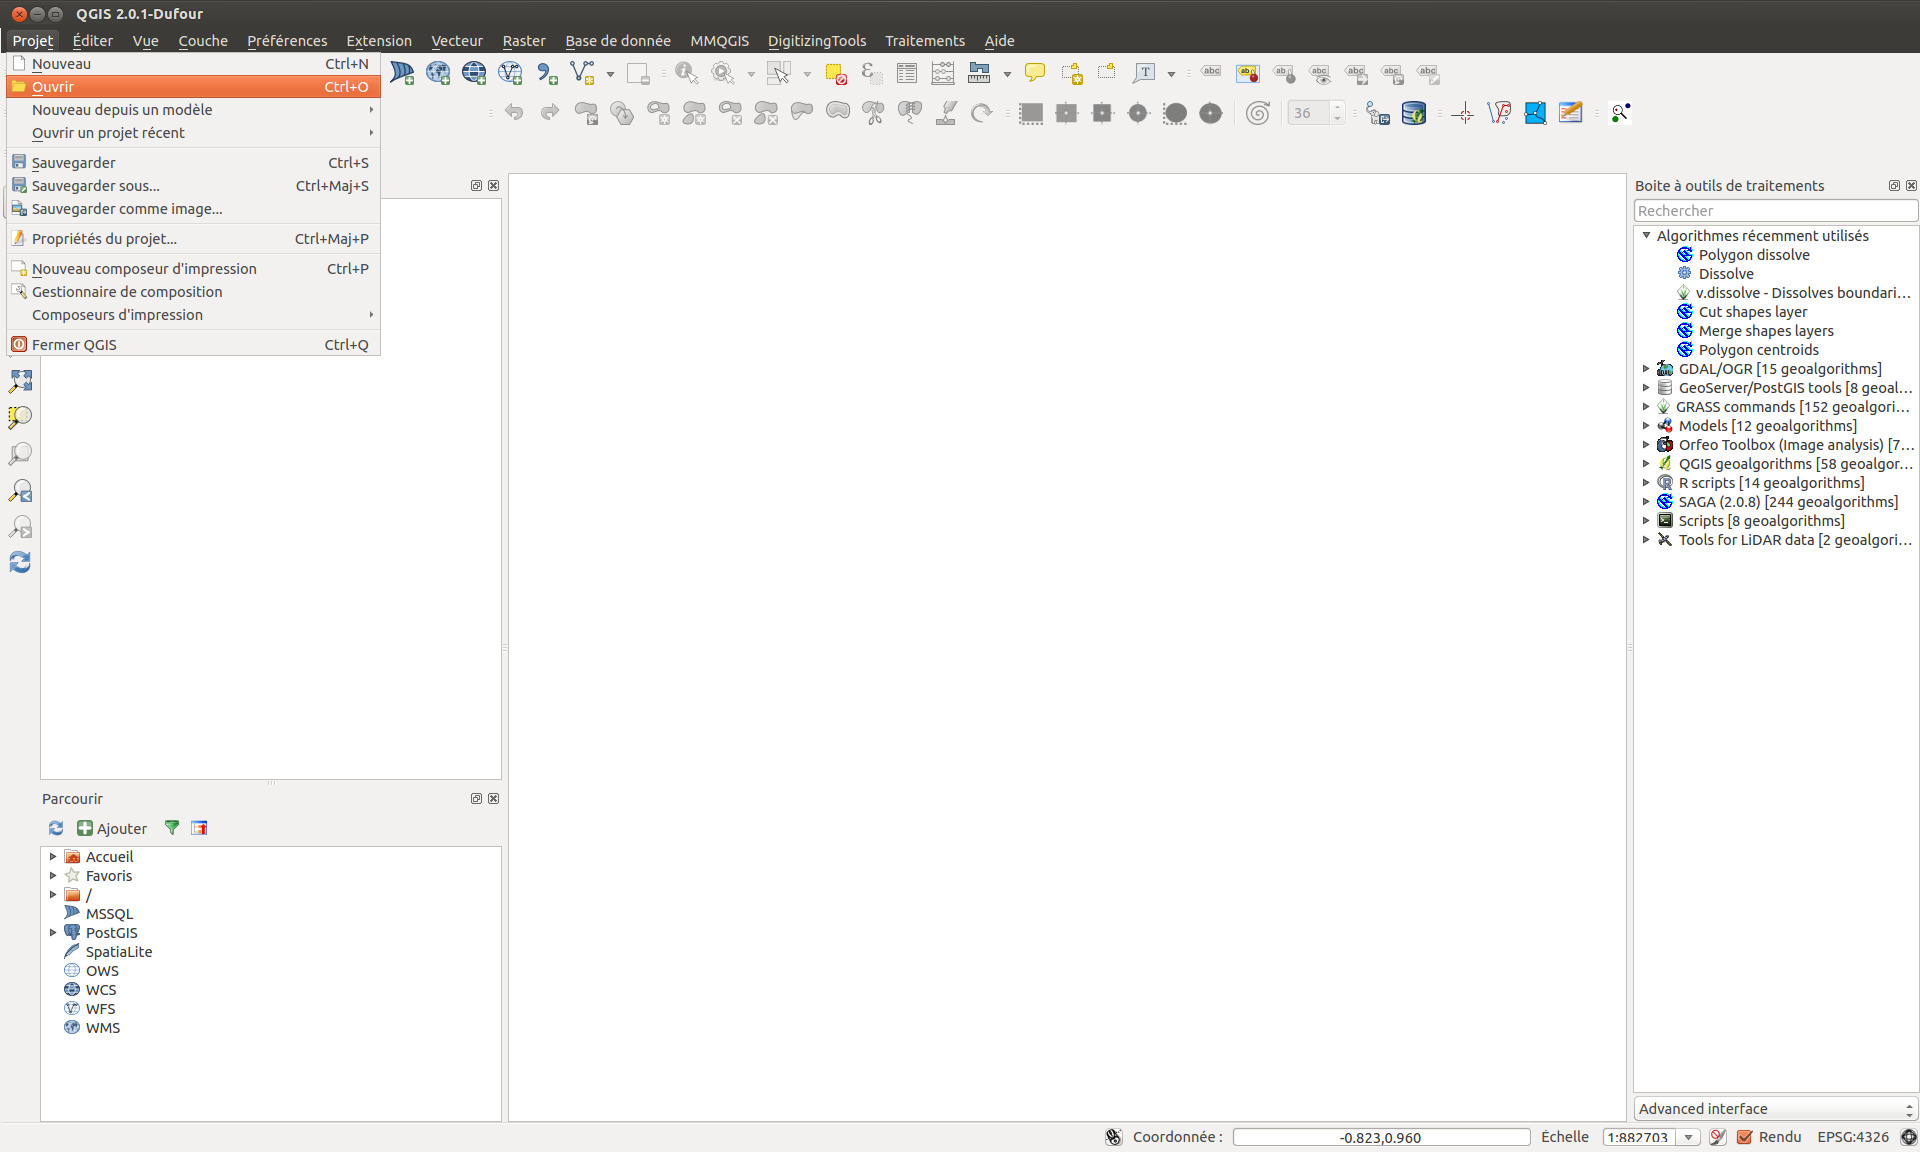 QGIS 2.0.1-Dufour
Projet Éditer Vue Couche Préférences Extension Vecteur Raster Base de donnée MMQGIS DigitizingTools Traitements Aide
Nouveau Ctrl+N
Ouvrir Ctrl+O
Nouveau depuis un modèle
Ouvrir un projet récent
Sauvegarder Ctrl+S
Sauvegarder sous... Ctrl+Maj+S
Sauvegarder comme image...
Propriétés du projet... Ctrl+Maj+P
Nouveau composeur d'impression Ctrl+P
Gestionnaire de composition
Composeurs d'impression
Fermer QGIS Ctrl+Q
36
Boite à outils de traitements
Rechercher
Algorithmes récemment utilisés
Polygon dissolve
Dissolve
v.dissolve - Dissolves boundari...
Cut shapes layer
Merge shapes layers
Polygon centroids
GDAL/OGR [15 geoalgorithms]
GeoServer/PostGIS tools [8 geoal...
GRASS commands [152 geoalgori...
Models [12 geoalgorithms]
Orfeo Toolbox (Image analysis) [7...
QGIS geoalgorithms [58 geoalgor...
R scripts [14 geoalgorithms]
SAGA (2.0.8) [244 geoalgorithms]
Scripts [8 geoalgorithms]
Tools for LiDAR data [2 geoalgori...
Advanced interface
Parcourir
Ajouter
Accueil
Favoris
/
MSSQL
PostGIS
SpatiaLite
OWS
WCS
WFS
WMS
Coordonnée : -0.823,0.960 Échelle 1:882703 Rendu EPSG:4326